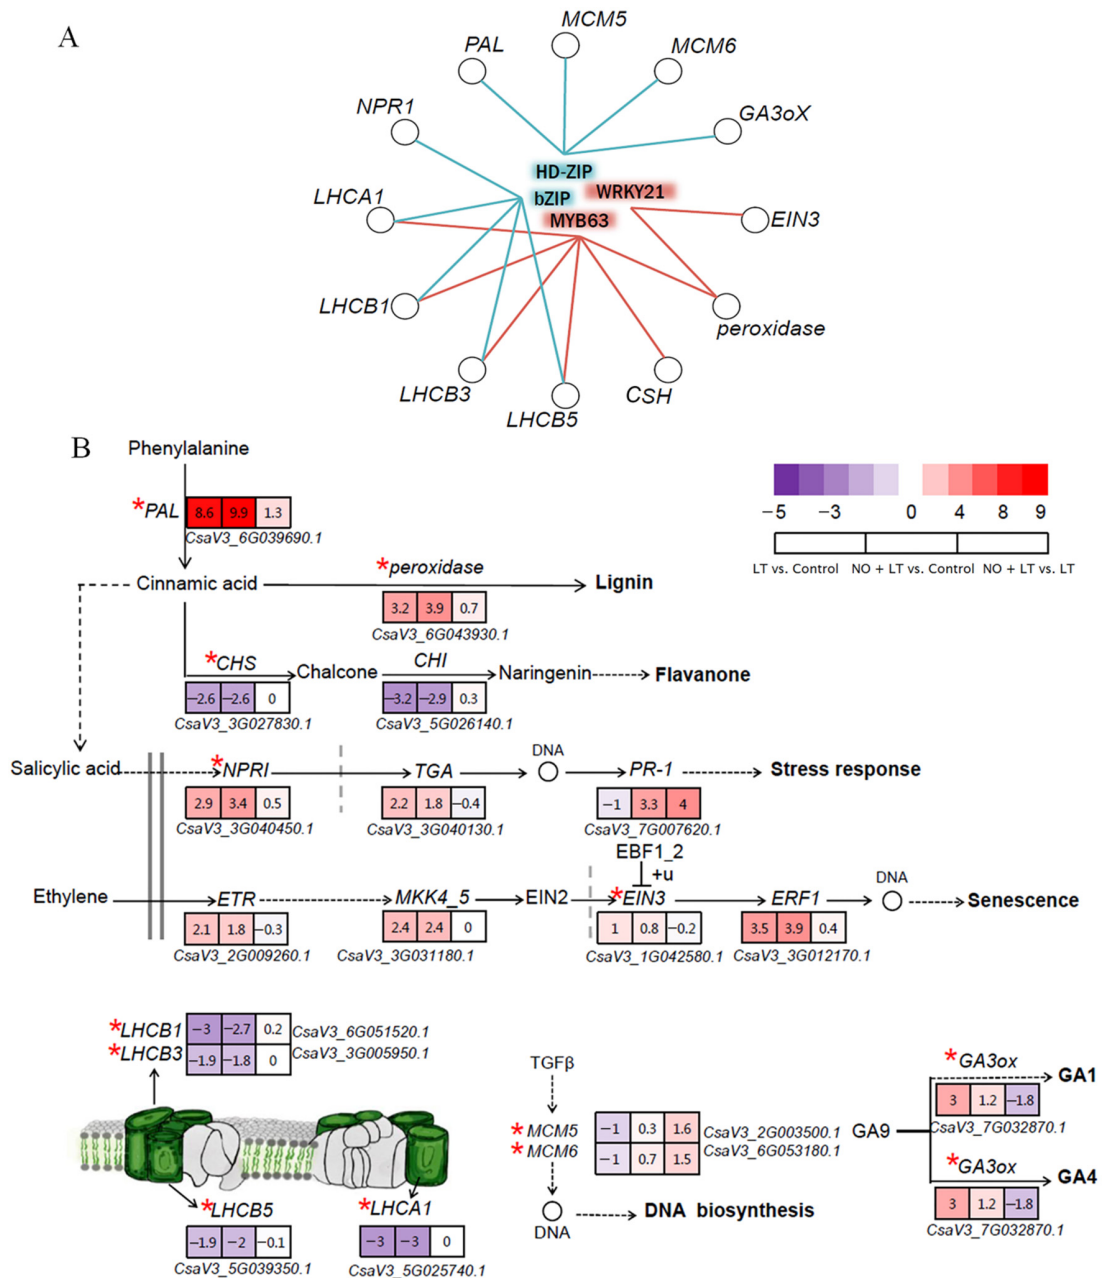 A
MCM5
PAL
MCM6
NPR1
GA3oX
HD-ZIP
WRKY21
bZIP
LHCA1
MYB63
EIN3
LHCB1
peroxidase
LHCB3
CSH
LHCB5
B
Phenylalanine
*PAL
8.6 9.9 1.3
CsaV3_6G039690.1
−5 −3 0 4 8 9
LT vs. Control NO + LT vs. Control NO + LT vs. LT
Cinnamic acid
*peroxidase
Lignin
3.2 3.9 0.7
CsaV3_6G043930.1
*CHS
Chalcone
CHI
Naringenin
Flavanone
−2.6 −2.6 0
−3.2 −2.9 0.3
CsaV3_3G027830.1
CsaV3_5G026140.1
Salicylic acid
*NPRI
TGA
DNA
PR-1
Stress response
2.9 3.4 0.5
2.2 1.8 −0.4
−1 3.3 4
CsaV3_3G040450.1
CsaV3_3G040130.1
CsaV3_7G007620.1
EBF1_2
+u
Ethylene
ETR
MKK4_5
EIN2
*EIN3
ERF1
DNA
Senescence
2.1 1.8 −0.3
2.4 2.4 0
1 0.8 −0.2
3.5 3.9 0.4
CsaV3_2G009260.1
CsaV3_3G031180.1
CsaV3_1G042580.1
CsaV3_3G012170.1
*LHCB1 −3 −2.7 0.2 CsaV3_6G051520.1
*LHCB3 −1.9 −1.8 0 CsaV3_3G005950.1
*LHCB5
−1.9 −2 −0.1
CsaV3_5G039350.1
*LHCA1
−3 −3 0
CsaV3_5G025740.1
TGFβ
*MCM5 −1 0.3 1.6 CsaV3_2G003500.1
*MCM6 −1 0.7 1.5 CsaV3_6G053180.1
DNA
DNA biosynthesis
GA9
*GA3ox
GA1
3 1.2 −1.8
CsaV3_7G032870.1
*GA3ox
GA4
3 1.2 −1.8
CsaV3_7G032870.1